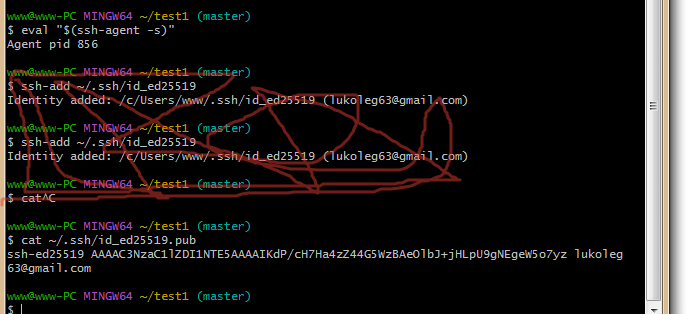 www@www-PC MINGW64 ~/test1 (master)
$ eval "$(ssh-agent -s)"
Agent pid 856
www@www-PC MINGW64 ~/test1 (master)
$ ssh-add ~/.ssh/id_ed25519
Identity added: /c/Users/www/.ssh/id_ed25519 (lukoleg63@gmail.com)
www@www-PC MINGW64 ~/test1 (master)
$ ssh-add ~/.ssh/id_ed25519
Identity added: /c/Users/www/.ssh/id_ed25519 (lukoleg63@gmail.com)
www@www-PC MINGW64 ~/test1 (master)
$ cat^C
www@www-PC MINGW64 ~/test1 (master)
$ cat ~/.ssh/id_ed25519.pub
ssh-ed25519 AAAAC3NzaC1lZDI1NTE5AAAAIKdP/cH7Ha4zZ44G5WzBAeOlbJ+jHLpU9gNEgeW5o7yz lukoleg
63@gmail.com
www@www-PC MINGW64 ~/test1 (master)
$